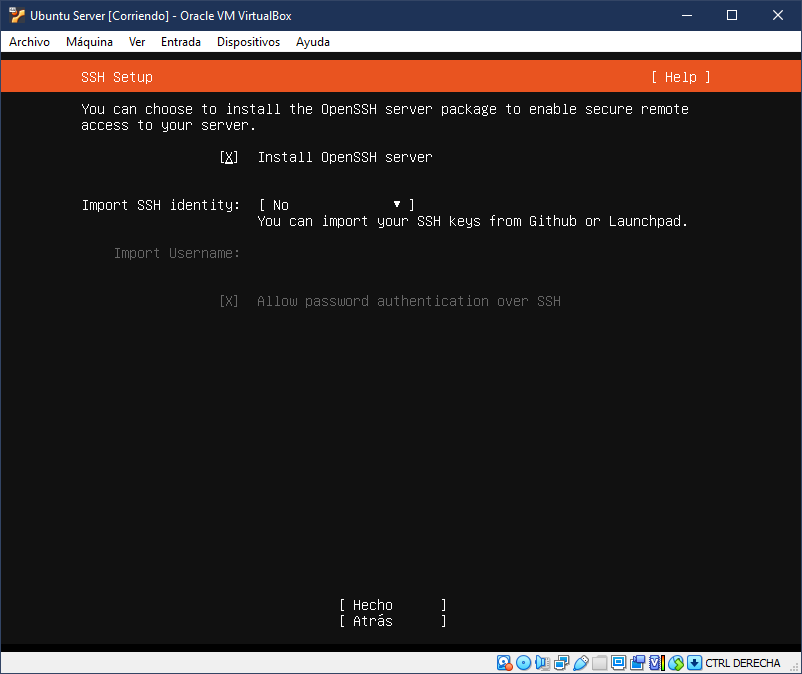 Ubuntu Server [Corriendo] - Oracle VM VirtualBox
Archivo Máquina Ver Entrada Dispositivos Ayuda
SSH Setup [ Help ]
You can choose to install the OpenSSH server package to enable secure remote
access to your server.
[X] Install OpenSSH server
Import SSH identity: [ No ▾ ]
You can import your SSH keys from Github or Launchpad.
Import Username:
[X] Allow password authentication over SSH
[ Hecho ]
[ Atrás ]
CTRL DERECHA